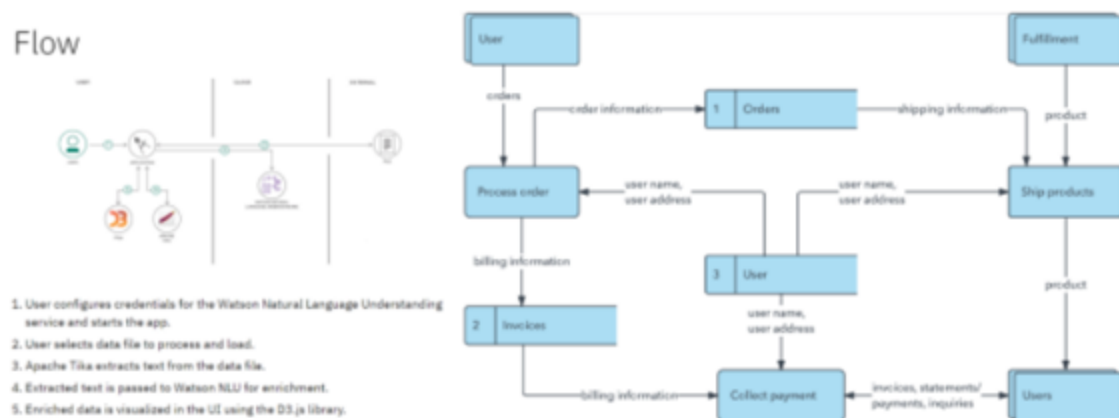 Flow
1. User configures credentials for the Watson Natural Language Understanding
service and starts the app.
2. User selects data file to process and load.
3. Apache Tika extracts text from the data file.
4. Extracted text is passed to Watson NLU for enrichment.
5. Enriched data is visualized in the UI using the D3.js library.
User
Fulfillment
orders
order information
1 Orders
shipping information
product
Process order
user name,
user address
user name,
user address
Ship products
billing information
3 User
product
2 Invoices
user name,
user address
billing information
Collect payment
invoices, statements/
payments, inquiries
Users